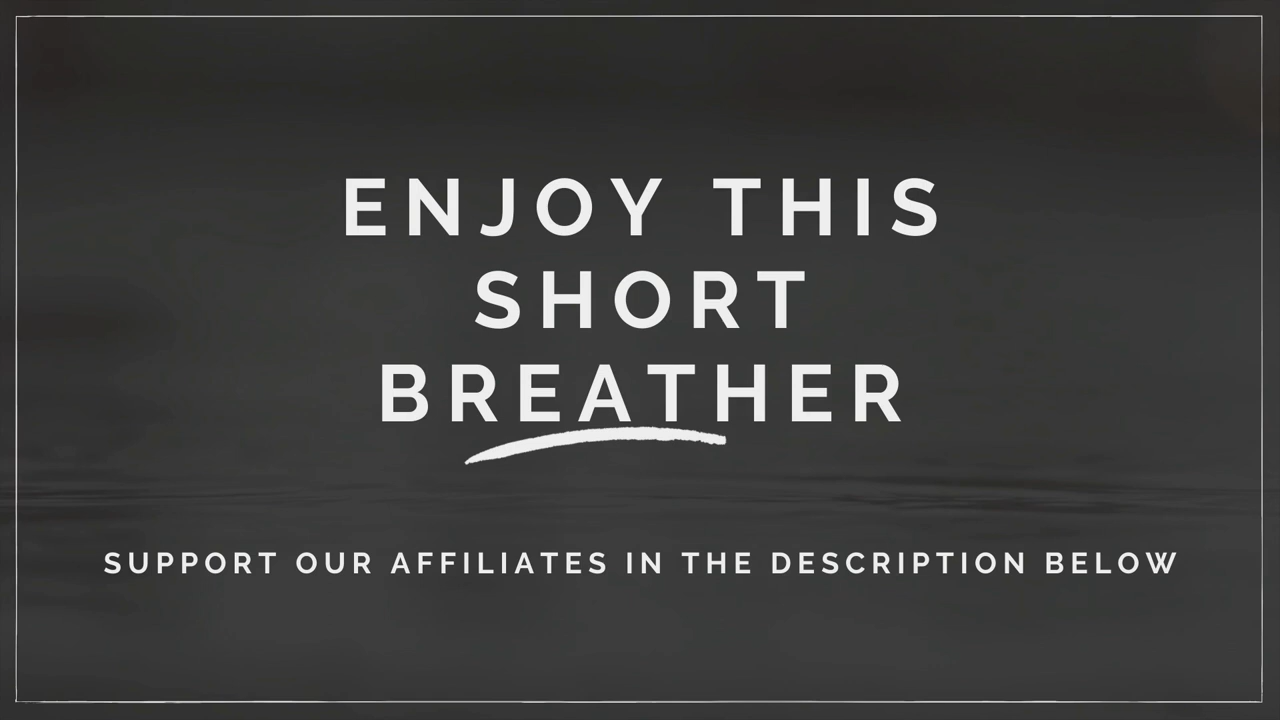 ENJOY THIS
SHORT
BREATHER
SUPPORT OUR AFFILIATES IN THE DESCRIPTION BELOW